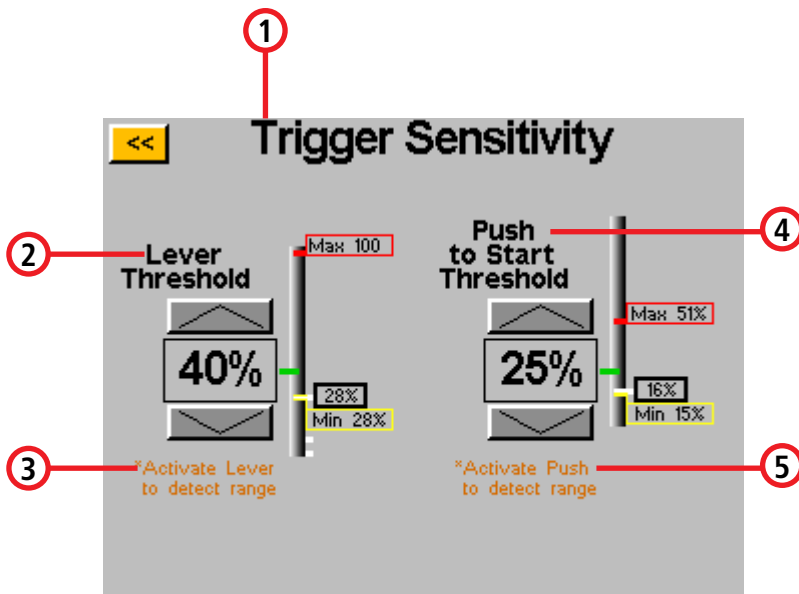 1
<< Trigger Sensitivity
2
Lever
Threshold
Max 100
40%
28%
Min 28%
3
*Activate Lever
to detect range
4
Push
to Start
Threshold
Max 51%
25%
16%
Min 15%
5
*Activate Push
to detect range